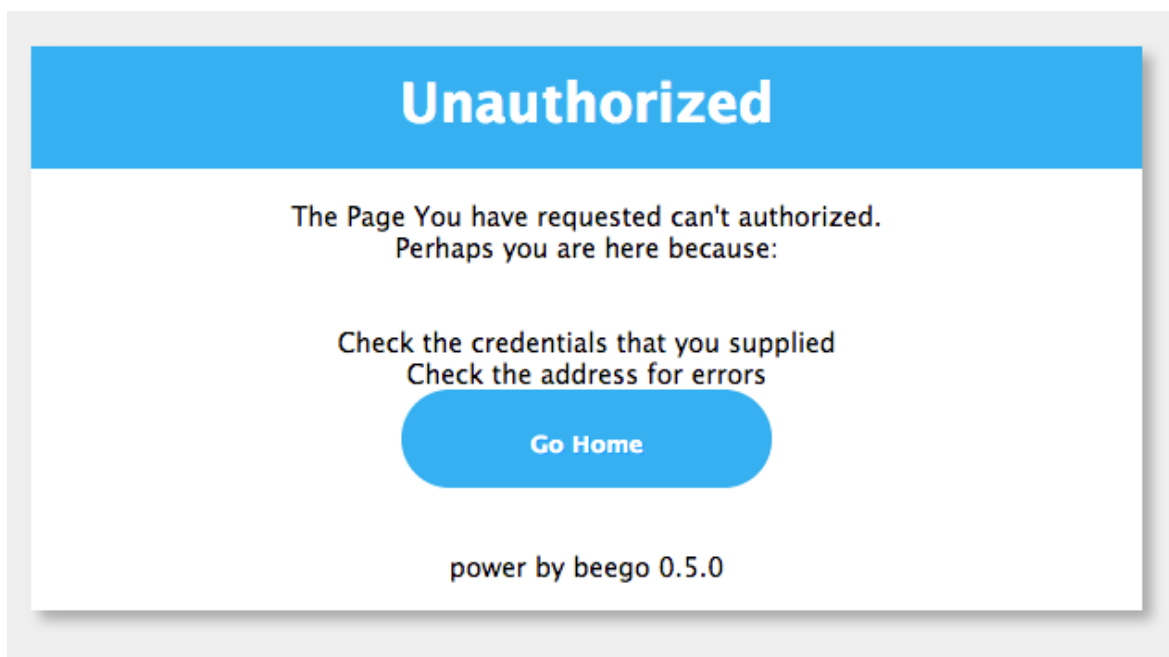 Unauthorized
The Page You have requested can't authorized.
Perhaps you are here because:
Check the credentials that you supplied
Check the address for errors
Go Home
power by beego 0.5.0